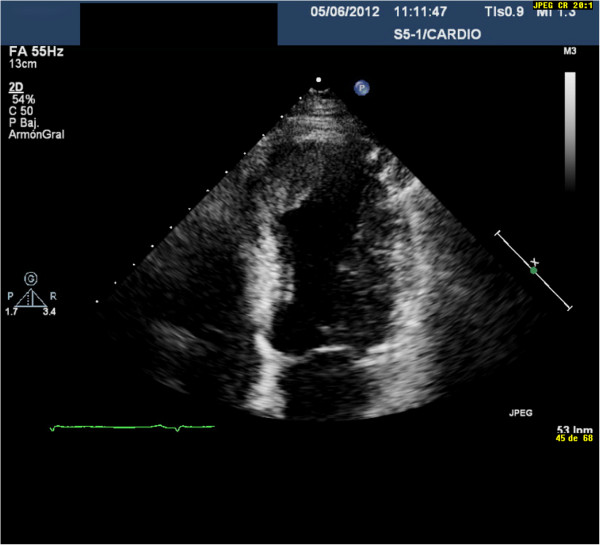 JPEG CR 20:1
05/06/2012 11:11:47 TIs0.9 MI 1.3
S5-1/CARDIO
FA 55Hz
13cm
M3
2D
54%
C 50
P Baj.
ArmónGral
P
x
G
P R
1.7 3.4
JPEG
53 lpm
45 de 68